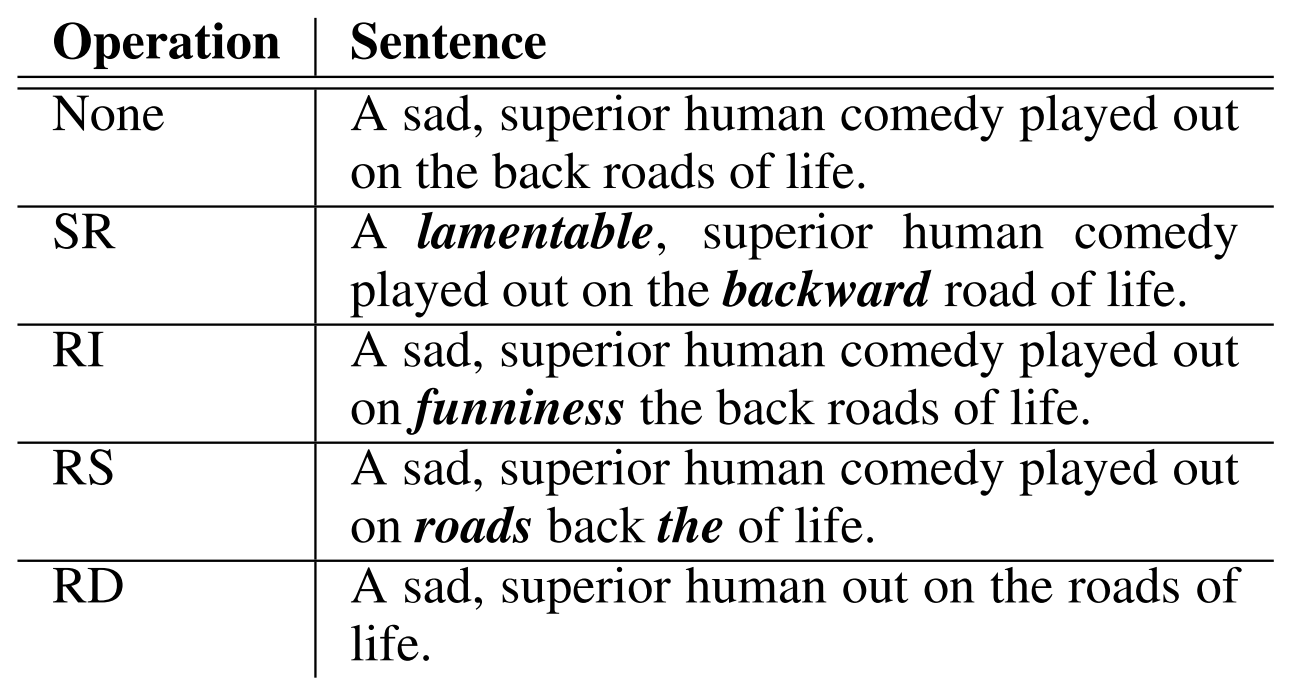 Operation Sentence
None A sad, superior human comedy played out
on the back roads of life.
SR A lamentable, superior human comedy
played out on the backward road of life.
RI A sad, superior human comedy played out
on funniness the back roads of life.
RS A sad, superior human comedy played out
on roads back the of life.
RD A sad, superior human out on the roads of
life.